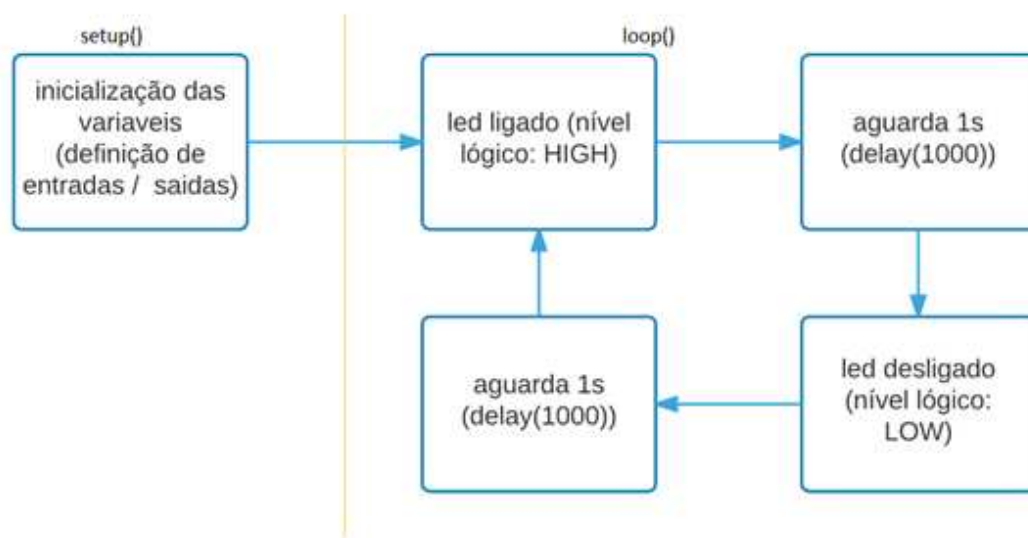 setup()
inicialização das
variaveis
(definição de
entradas / saidas)
loop()
led ligado (nível
lógico: HIGH)
aguarda 1s
(delay(1000))
led desligado
(nível lógico:
LOW)
aguarda 1s
(delay(1000))